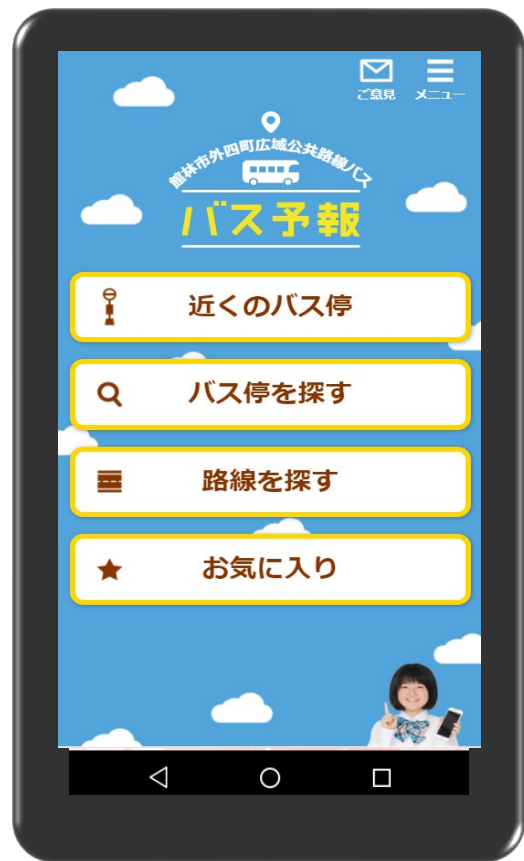 ご意見 メニュー
館林市外四町広域公共路線バス
バス予報
近くのバス停
バス停を探す
路線を探す
お気に入り